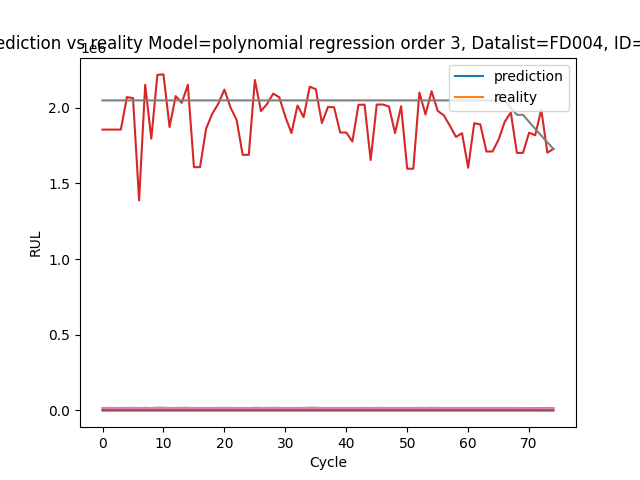 ediction vs reality Model=polynomial regression order 3, Datalist=FD004, ID=
1e6
prediction
reality
2.0
1.5
1.0
0.5
0.0
RUL
0 10 20 30 40 50 60 70
Cycle